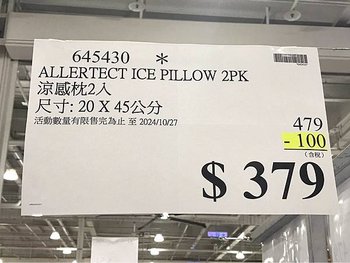 645430 *
ALLERTECT ICE PILLOW 2PK
涼感枕2入
尺寸: 20 X 45公分
活動數量有限售完為止 至 2024/10/27
479
- 100
(含稅)
$ 379